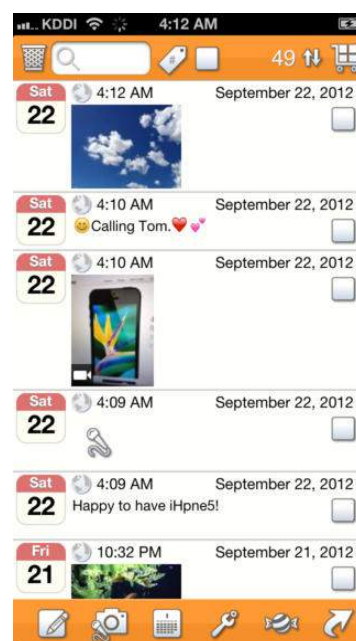 KDDI 4:12 AM
# 49
Sat 4:12 AM September 22, 2012
22
Sat 4:10 AM September 22, 2012
22 😀Calling Tom.❤️💕
Sat 4:10 AM September 22, 2012
22
Sat 4:09 AM September 22, 2012
22
Sat 4:09 AM September 22, 2012
22 Happy to have iHpne5!
Fri 10:32 PM September 21, 2012
21